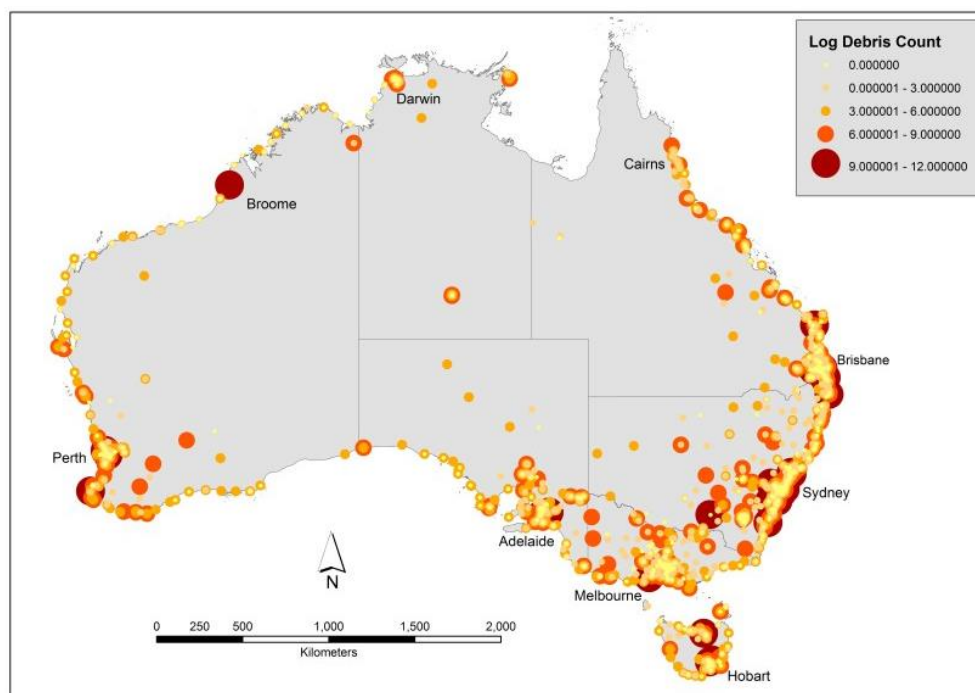 Log Debris Count
0.000000
0.000001 - 3.000000
3.000001 - 6.000000
6.000001 - 9.000000
9.000001 - 12.000000
Darwin
Cairns
Broome
Brisbane
Perth
Sydney
Adelaide
Melbourne
Hobart
N
0 250 500 1,000 1,500 2,000
Kilometers